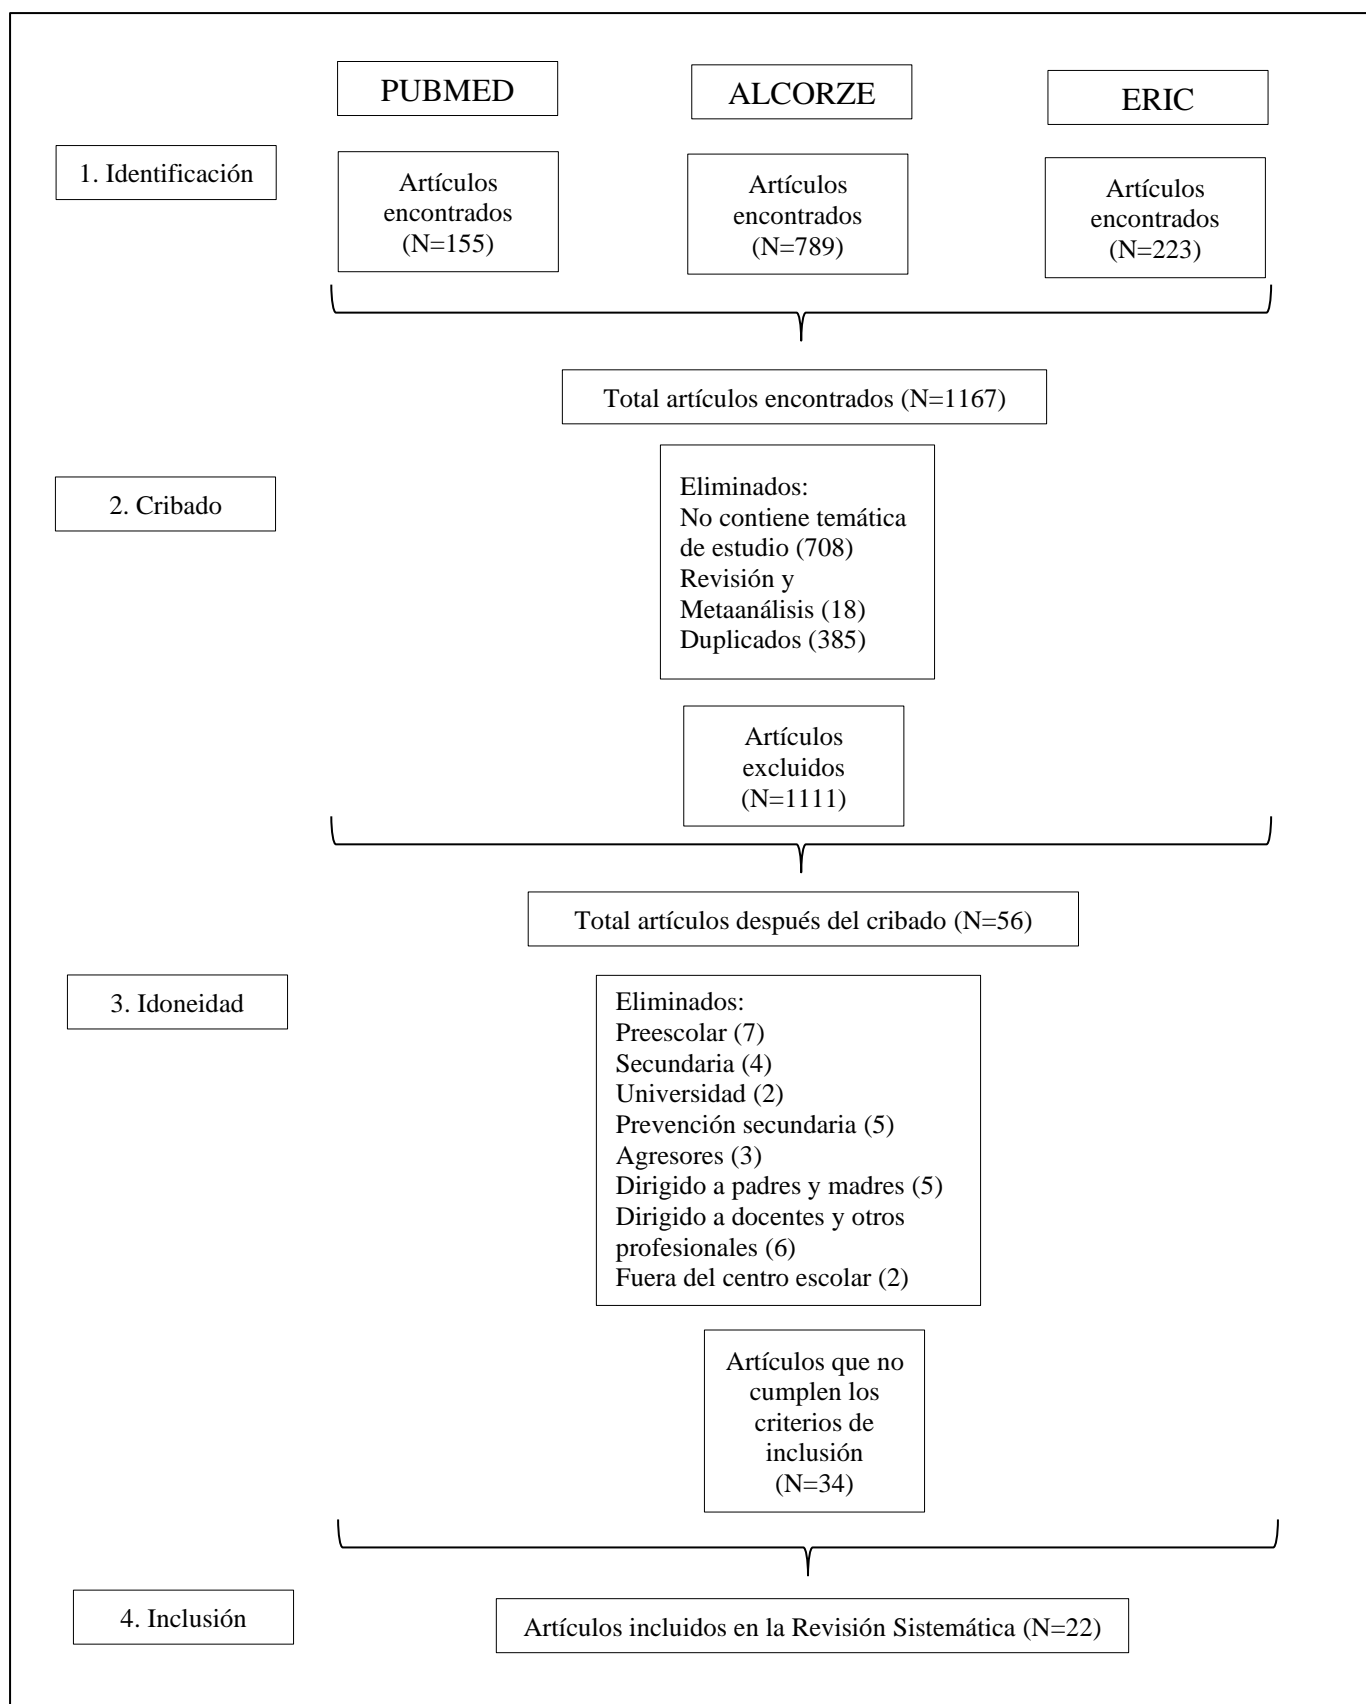 PUBMED
ALCORZE
ERIC
1. Identificación
Artículos
encontrados
(N=155)
Artículos
encontrados
(N=789)
Artículos
encontrados
(N=223)
Total artículos encontrados (N=1167)
2. Cribado
Eliminados:
No contiene temática
de estudio (708)
Revisión y
Metaanálisis (18)
Duplicados (385)
Artículos
excluidos
(N=1111)
Total artículos después del cribado (N=56)
3. Idoneidad
Eliminados:
Preescolar (7)
Secundaria (4)
Universidad (2)
Prevención secundaria (5)
Agresores (3)
Dirigido a padres y madres (5)
Dirigido a docentes y otros
profesionales (6)
Fuera del centro escolar (2)
Artículos que no
cumplen los
criterios de
inclusión
(N=34)
4. Inclusión
Artículos incluidos en la Revisión Sistemática (N=22)